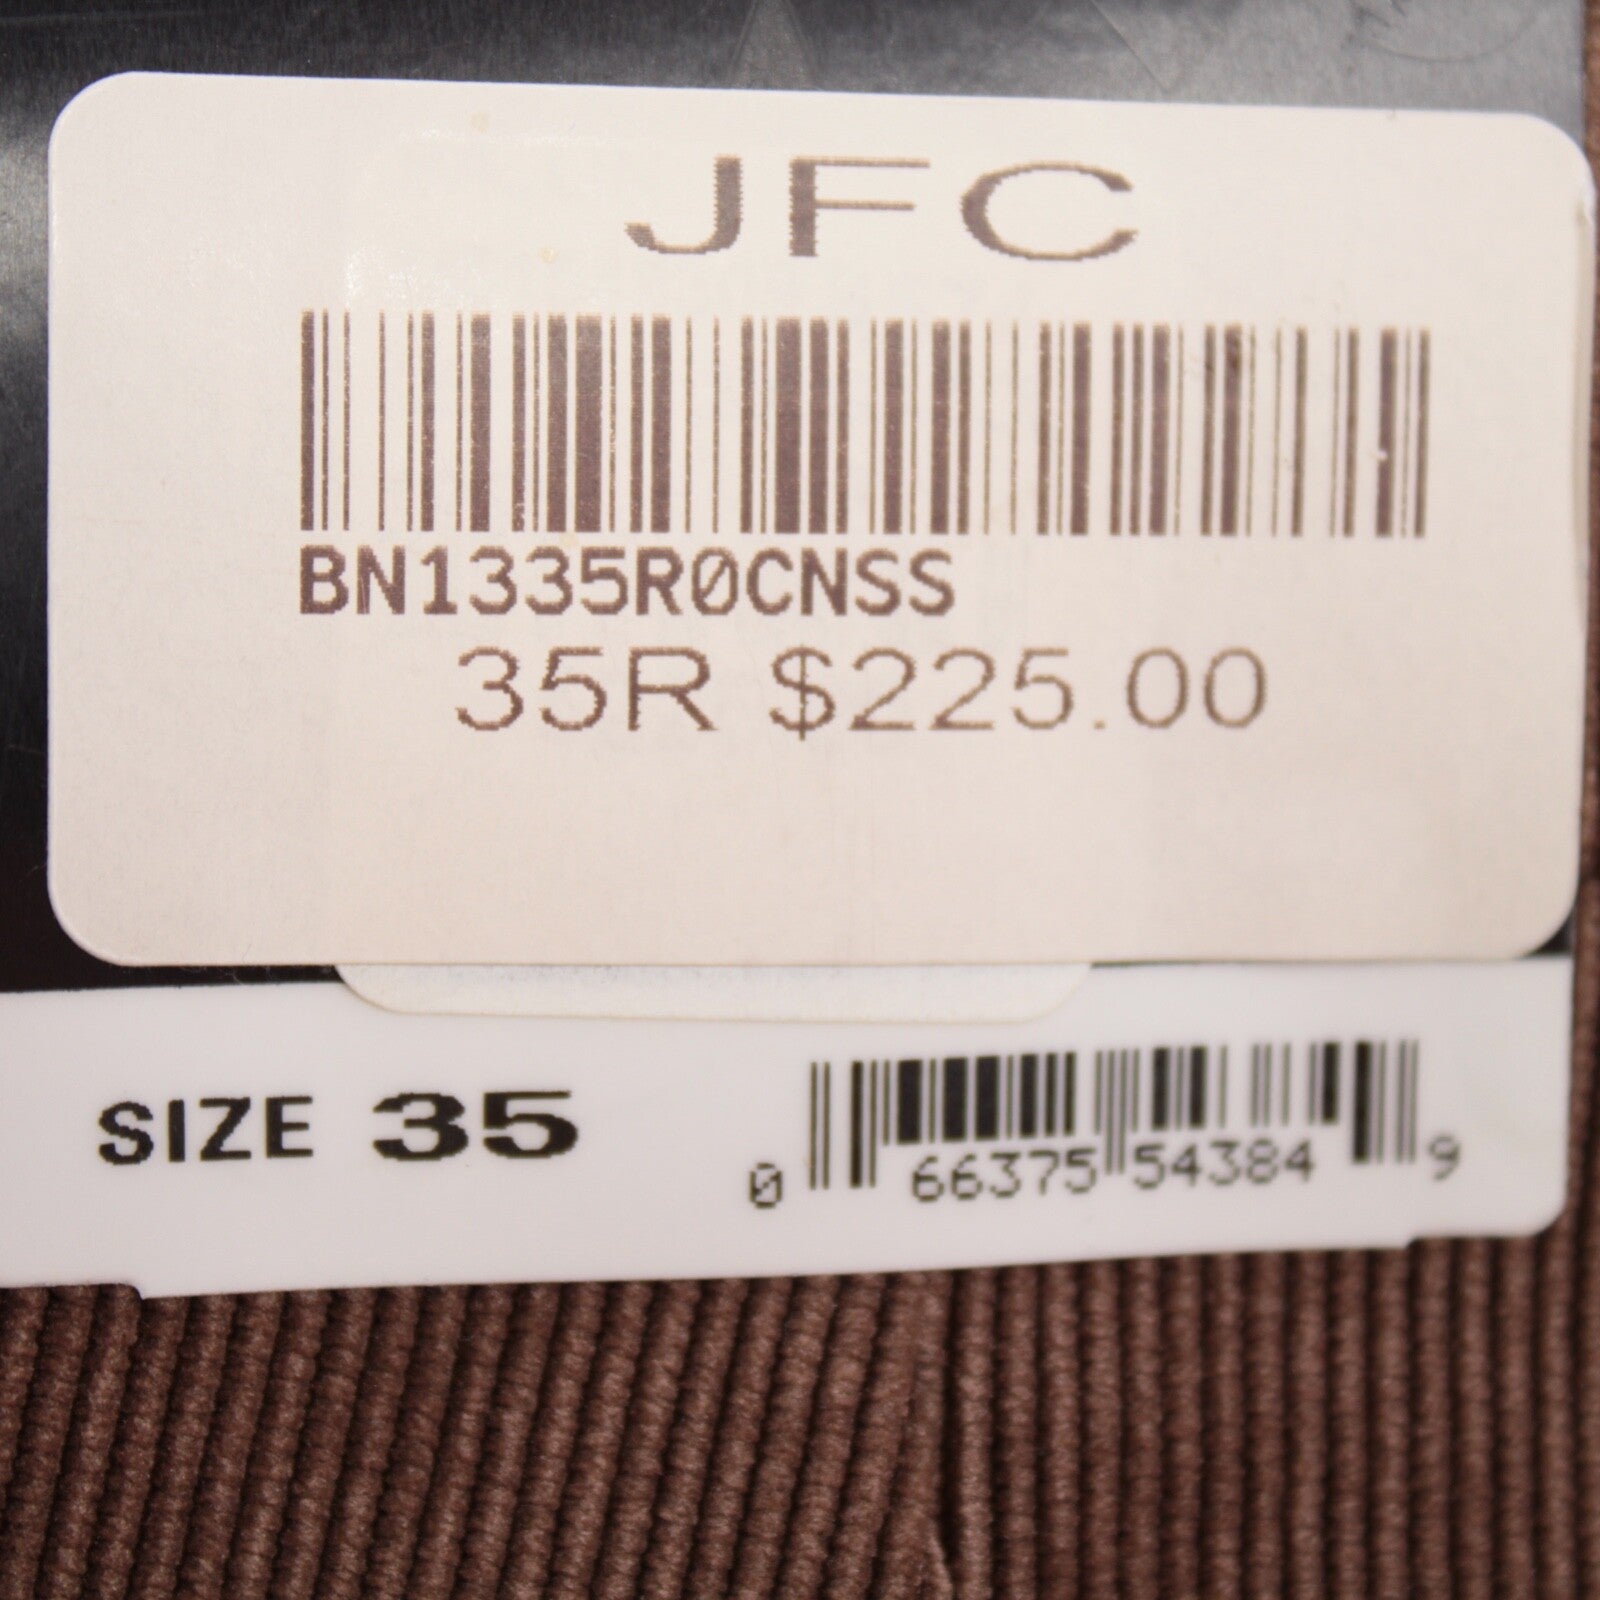 JFC
BN1335R0CNSS
35R $225.00
SIZE 35
0 66375 54384 9